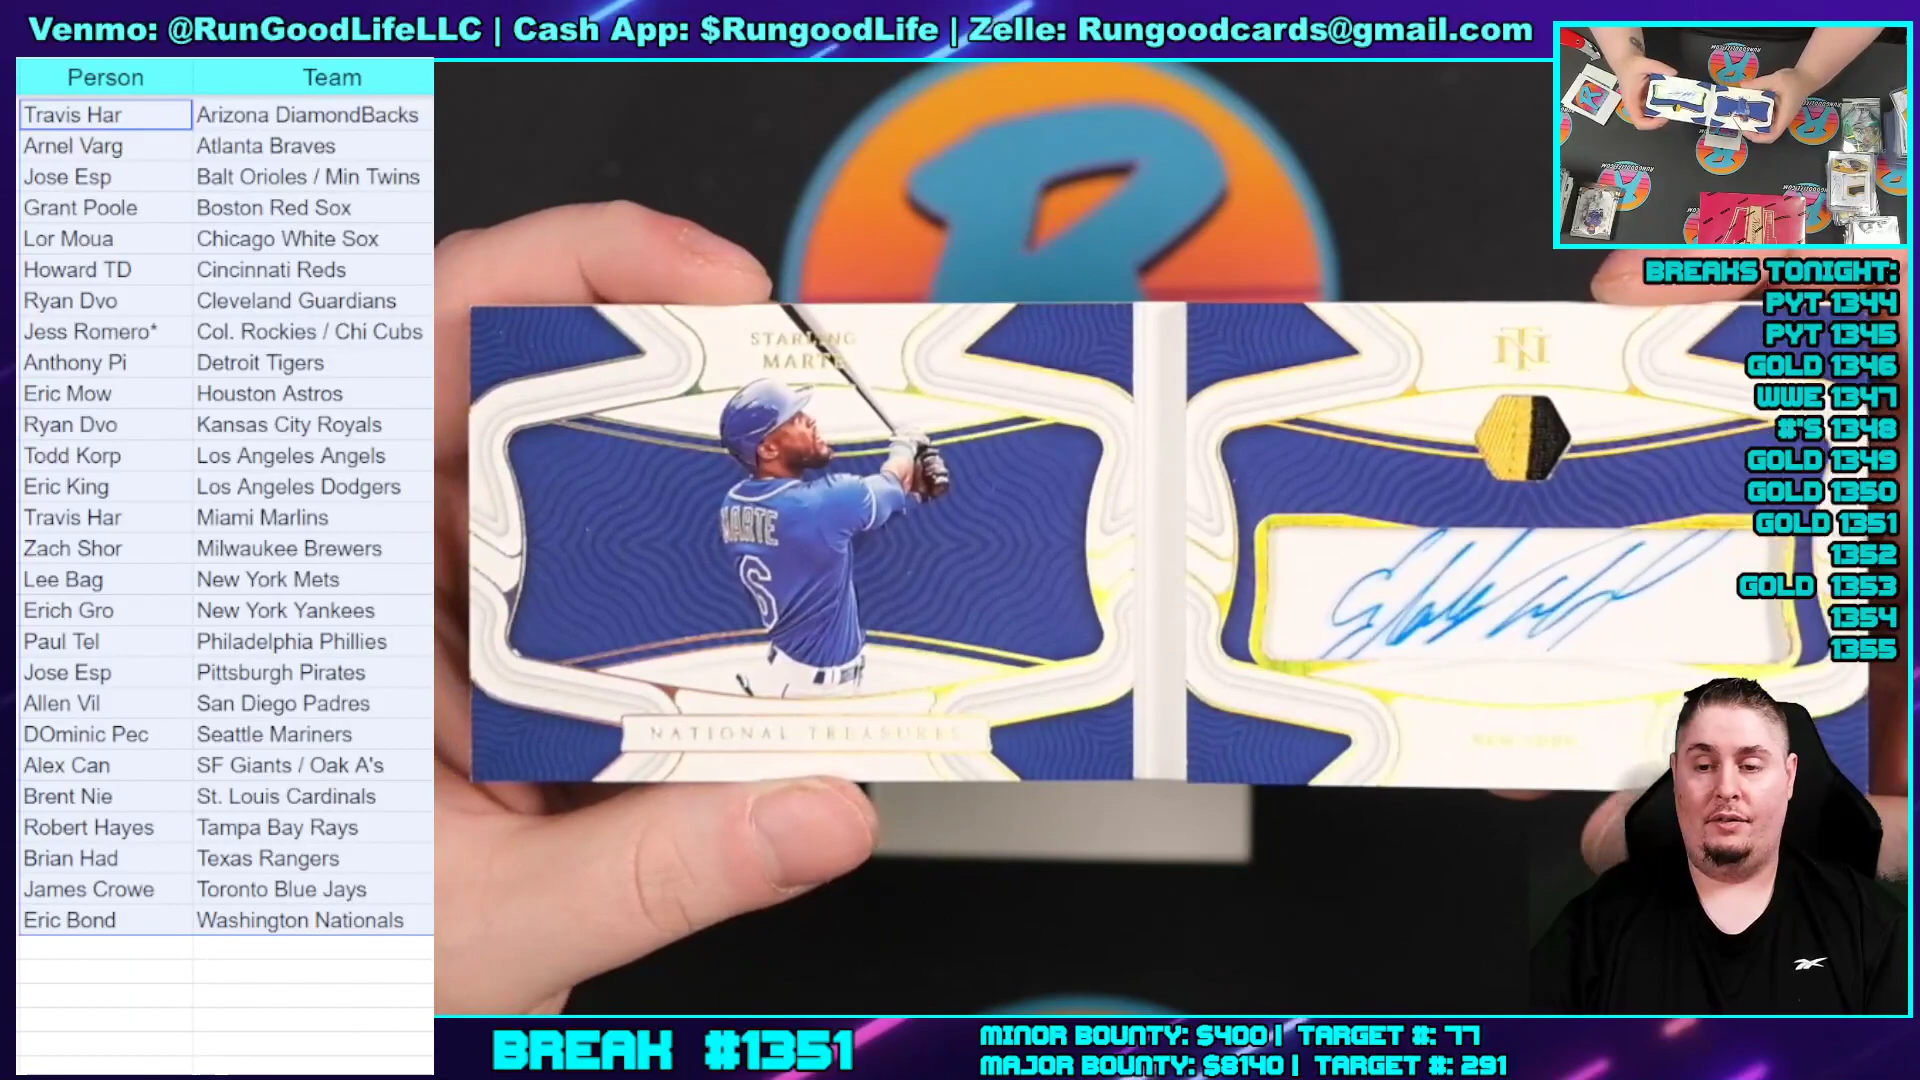 Venmo: @RunGoodLifeLLC | Cash App: $RungoodLife | Zelle: Rungoodcards@gmail.com
Person Team
Travis Har Arizona DiamondBacks
Arnel Varg Atlanta Braves
Jose Esp Balt Orioles / Min Twins
Grant Poole Boston Red Sox
Lor Moua Chicago White Sox
Howard TD Cincinnati Reds
Ryan Dvo Cleveland Guardians
Jess Romero* Col. Rockies / Chi Cubs
Anthony Pi Detroit Tigers
Eric Mow Houston Astros
Ryan Dvo Kansas City Royals
Todd Korp Los Angeles Angels
Eric King Los Angeles Dodgers
Travis Har Miami Marlins
Zach Shor Milwaukee Brewers
Lee Bag New York Mets
Erich Gro New York Yankees
Paul Tel Philadelphia Phillies
Jose Esp Pittsburgh Pirates
Allen Vil San Diego Padres
DOminic Pec Seattle Mariners
Alex Can SF Giants / Oak A's
Brent Nie St. Louis Cardinals
Robert Hayes Tampa Bay Rays
Brian Had Texas Rangers
James Crowe Toronto Blue Jays
Eric Bond Washington Nationals
R
STARLING
MARTE
MARTE
6
NATIONAL TREASURES
NT
NEW YORK
BREAKS TONIGHT:
PYT 1344
PYT 1345
GOLD 1346
WWE 1347
#'S 1348
GOLD 1349
GOLD 1350
GOLD 1351
1352
GOLD 1353
1354
1355
BREAK #1351
MINOR BOUNTY: $400 | TARGET #: 77
MAJOR BOUNTY: $8140 | TARGET #: 291